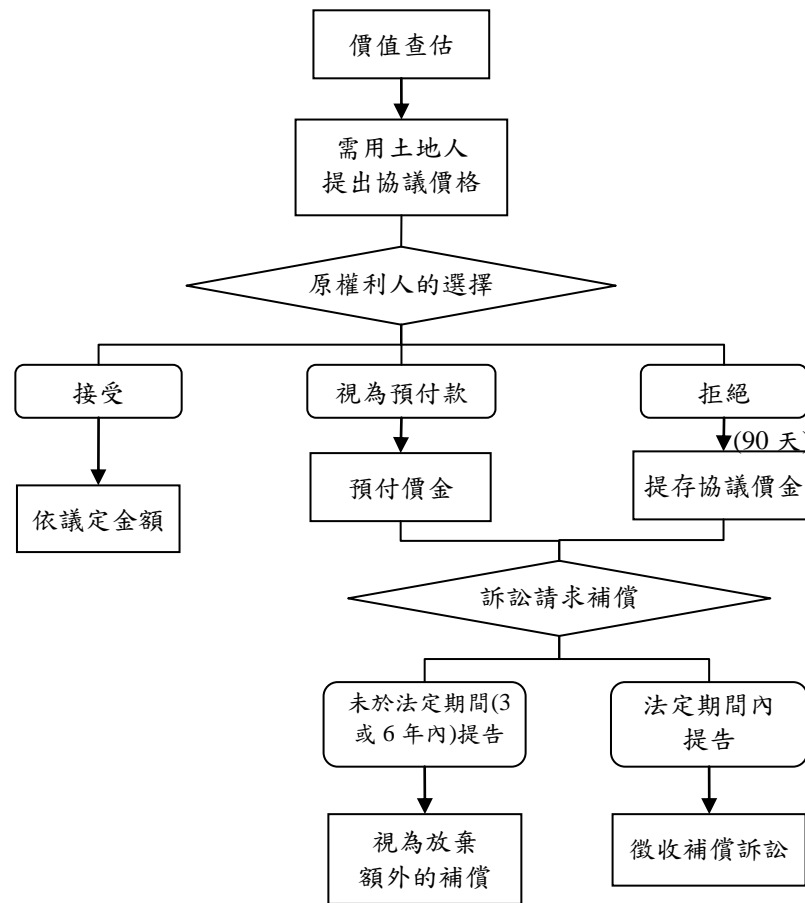 價值查估
需用土地人
提出協議價格
原權利人的選擇
接受
視為預付款
拒絕
(90 天)
依議定金額
預付價金
提存協議價金
訴訟請求補償
未於法定期間(3
或 6 年內)提告
法定期間內
提告
視為放棄
額外的補償
徵收補償訴訟